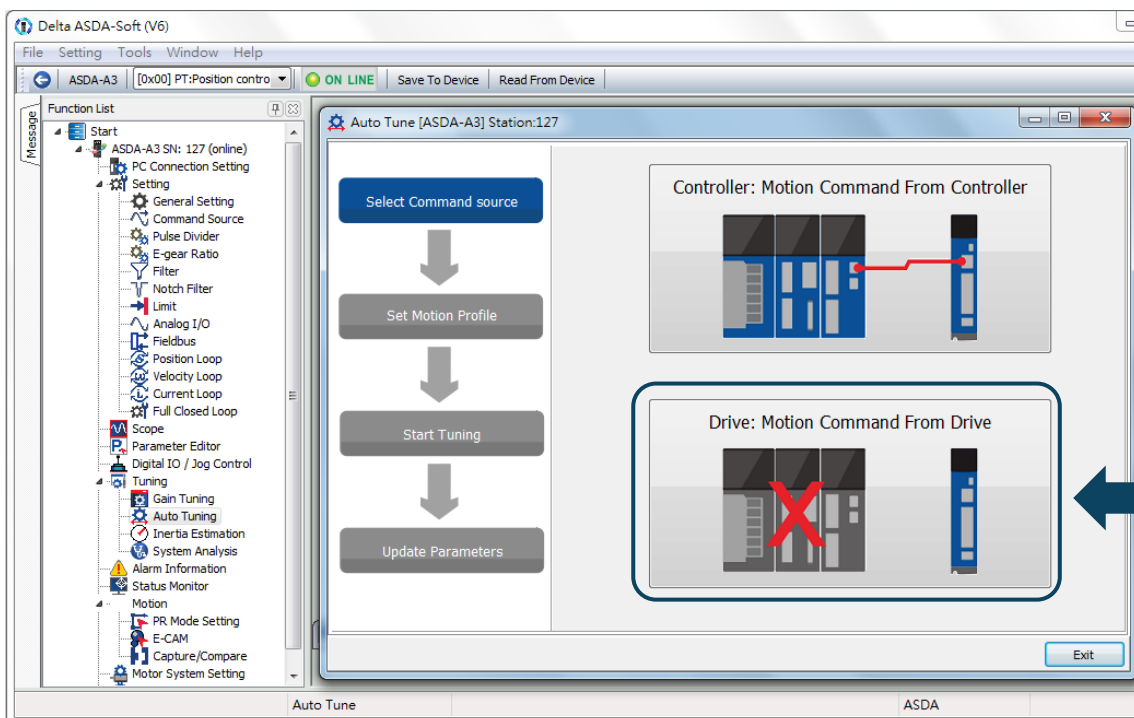 Delta ASDA-Soft (V6)
File Setting Tools Window Help
ASDA-A3 [0x00] PT:Position contro ON LINE Save To Device Read From Device
Message
Function List
Start
ASDA-A3 SN: 127 (online)
PC Connection Setting
Setting
General Setting
Command Source
Pulse Divider
E-gear Ratio
Filter
Notch Filter
Limit
Analog I/O
Fieldbus
Position Loop
Velocity Loop
Current Loop
Full Closed Loop
Scope
Parameter Editor
Digital IO / Jog Control
Tuning
Gain Tuning
Auto Tuning
Inertia Estimation
System Analysis
Alarm Information
Status Monitor
Motion
PR Mode Setting
E-CAM
Capture/Compare
Motor System Setting
Auto Tune [ASDA-A3] Station:127
Select Command source
Set Motion Profile
Start Tuning
Update Parameters
Controller: Motion Command From Controller
Drive: Motion Command From Drive
X
Exit
Auto Tune ASDA